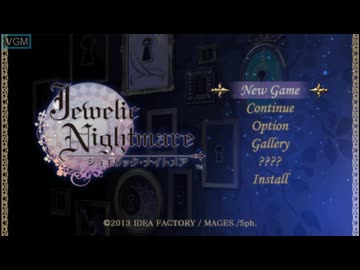 VGM
Jewelic
Nightmare
ジュエリック・ナイトメア
New Game
Continue
Option
Gallery
????
Install
©2013 IDEA FACTORY / MAGES./5pb.